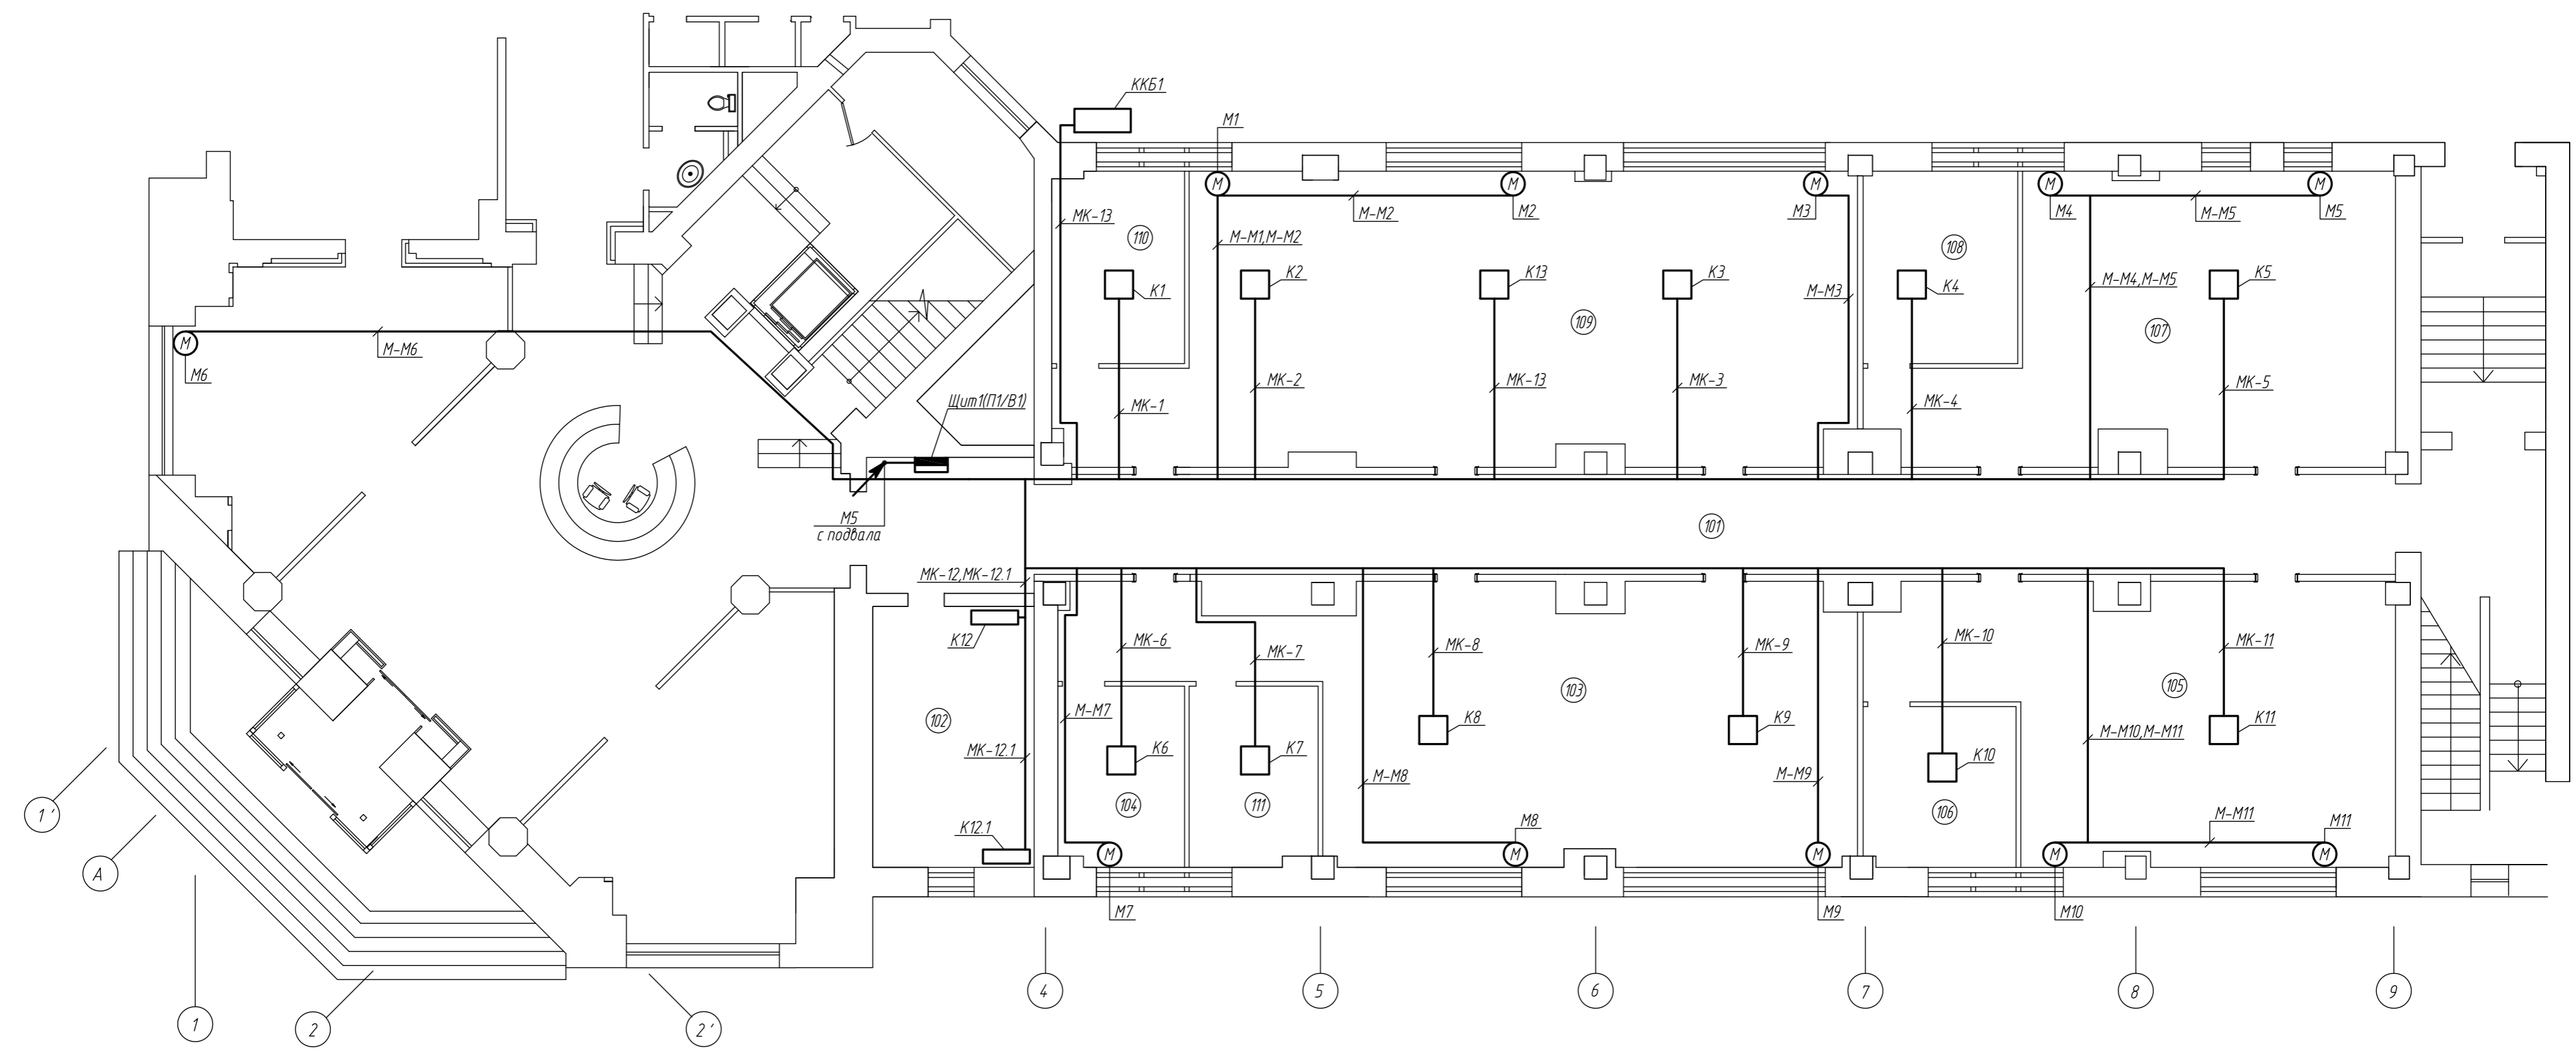 ККБ1
М1
МК-13
110
М-М1,М-М2
М
М-М2
М
М2
М
М3
М
М4
М-М5
М
М5
108
К1
К2
К13
К3
М-М3
К4
М-М4,М-М5
К5
109
107
М
М6
М-М6
МК-1
МК-2
МК-13
МК-3
МК-4
МК-5
Щит1(П1/В1)
М5
с подвала
101
МК-12,МК-12.1
К12
МК-6
МК-7
МК-8
МК-9
МК-10
МК-11
102
М-М7
103
105
К8
К9
К11
МК-12.1
К6
К7
К10
М-М10,М-М11
М-М8
М-М9
104
111
106
К12.1
М8
М-М11
М11
М
М
М
М
М
М7
М9
М10
1'
А
1
2
2'
4
5
6
7
8
9